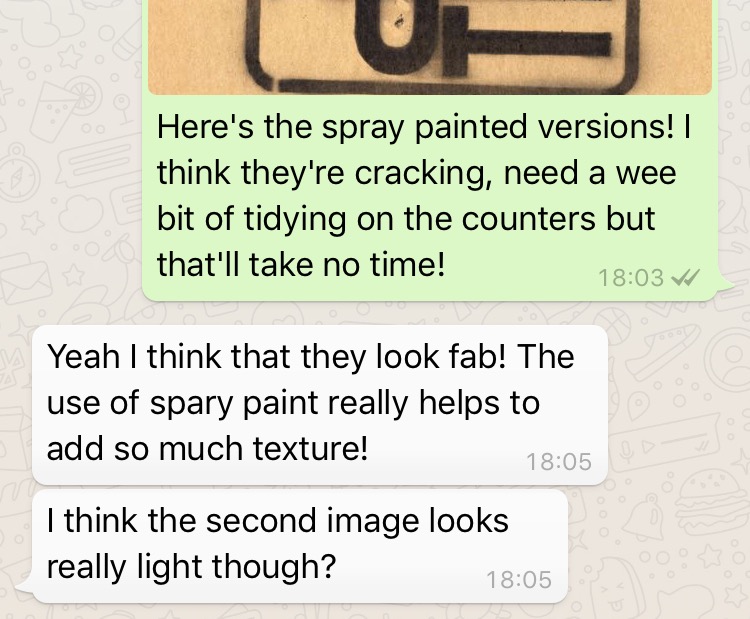 Here's the spray painted versions! I
think they're cracking, need a wee
bit of tidying on the counters but
that'll take no time!
18:03
Yeah I think that they look fab! The
use of spary paint really helps to
add so much texture!
18:05
I think the second image looks
really light though?
18:05